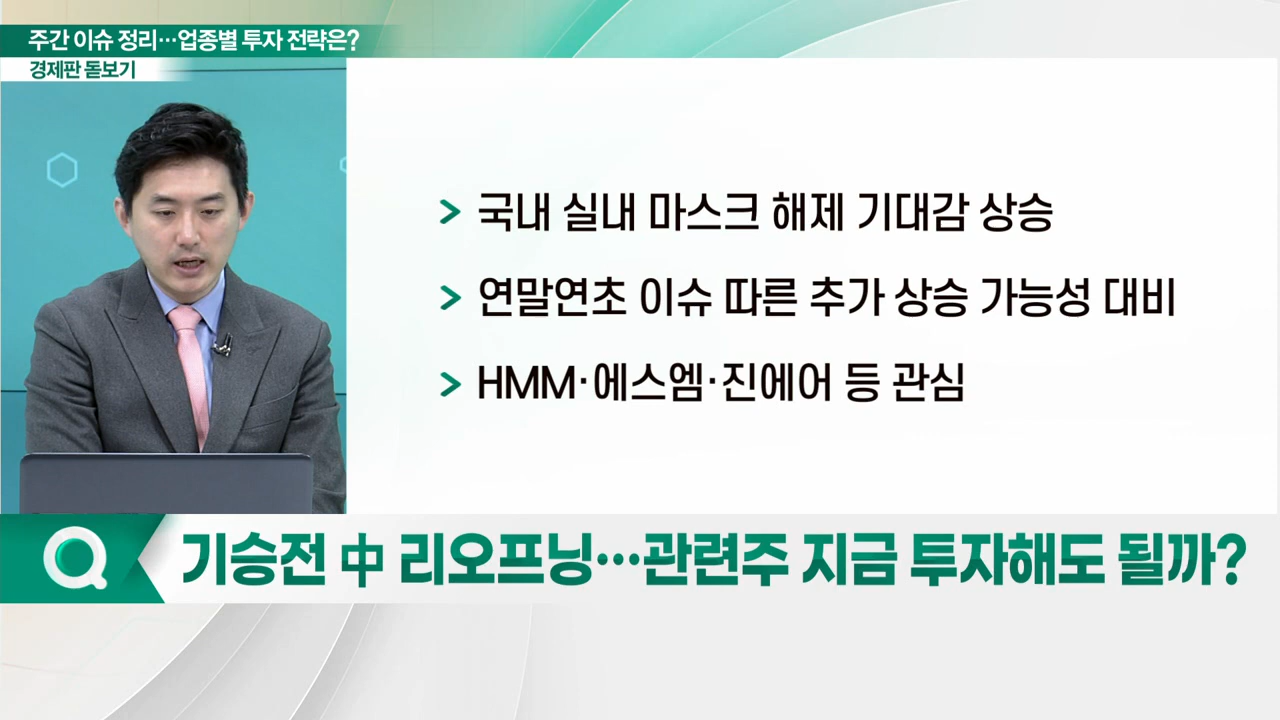 주간 이슈 정리…업종별 투자 전략은?
경제판 돋보기
> 국내 실내 마스크 해제 기대감 상승
> 연말연초 이슈 따른 추가 상승 가능성 대비
> HMM·에스엠·진에어 등 관심
Q 기승전 中 리오프닝…관련주 지금 투자해도 될까?